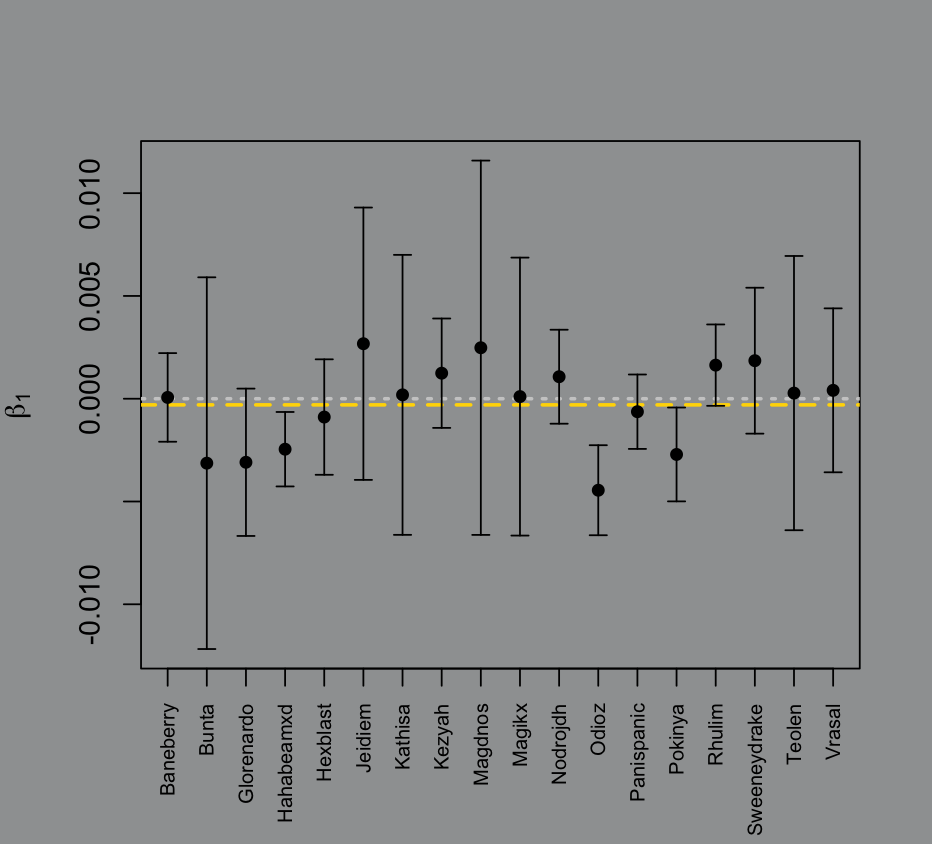 0.010
0.005
0.000
-0.010
β1
Baneberry
Bunta
Glorenardo
Hahabeamxd
Hexblast
Jeidiem
Kathisa
Kezyah
Magdnos
Magikx
Nodrojdh
Odioz
Panispanic
Pokinya
Rhulim
Sweeneydrake
Teolen
Vrasal